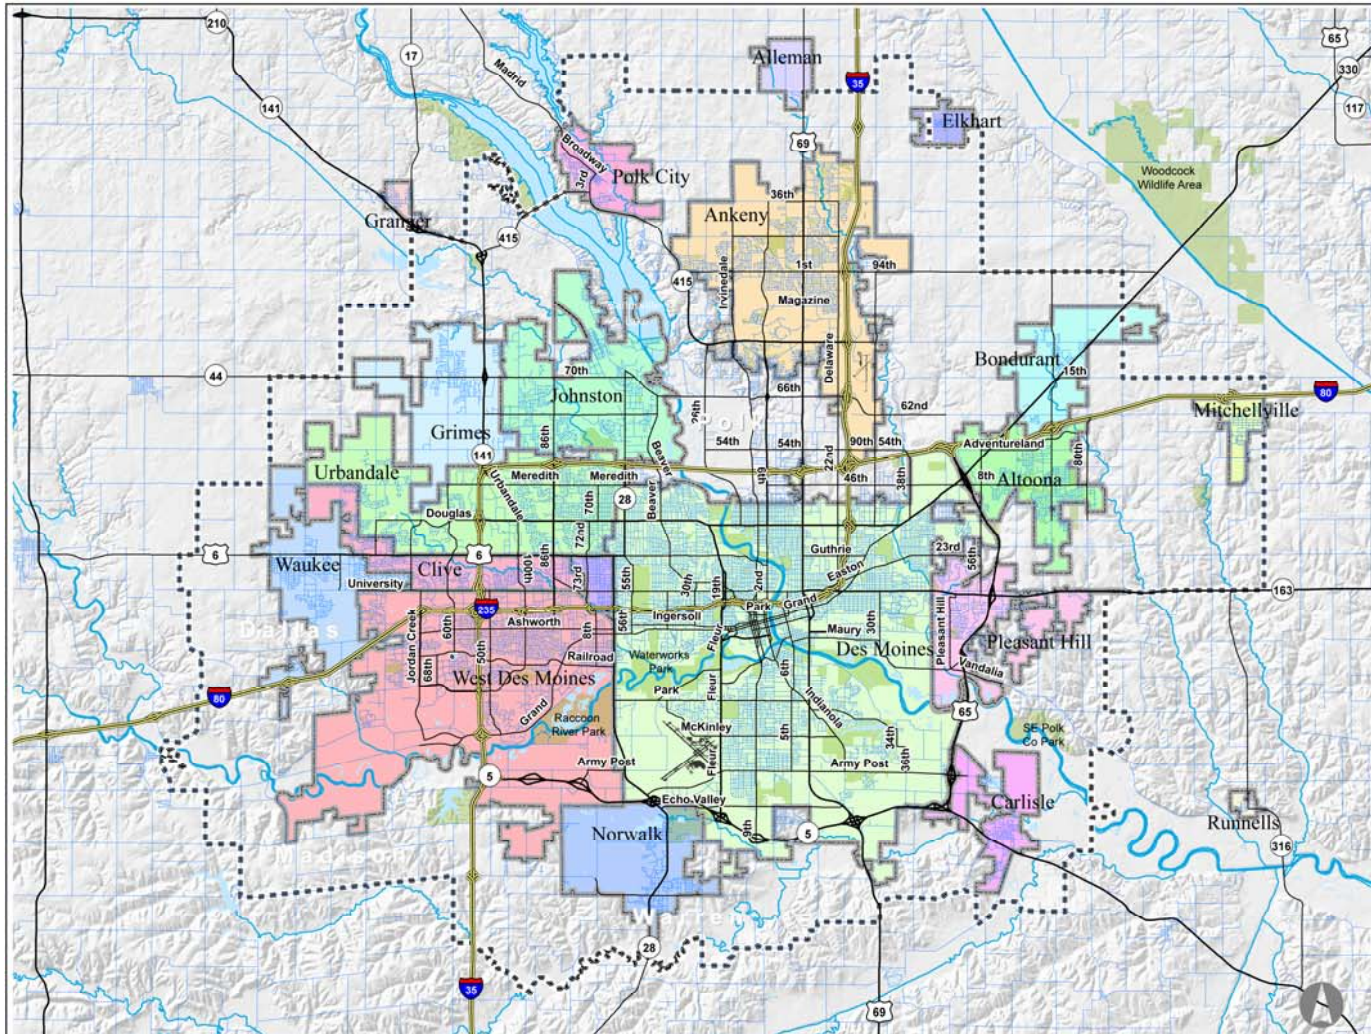 210
65
Alleman
17
330
Madrid
35
141
117
Elkhart
69
Broadway
Polk City
Woodcock
Wildlife Area
3rd
36th
Granger
Ankeny
415
1st
94th
415
Irvinedale
Magazine
Delaware
Bondurant
15th
44
70th
66th
80
Johnston
62nd
Mitchellville
26th
Polk
Grimes
86th
54th
54th
90th
54th
Adventureland
80th
141
Beaver
22nd
Urbandale
Meredith
Meredith
6th
46th
38th
8th
Altoona
Urbandale
70th
28
Beaver
Douglas
72nd
6
6
Guthrie
23rd
56th
Waukee
Clive
100th
86th
Easton
University
73rd
55th
30th
19th
2nd
163
235
Park
Grand
Jordan Creek
60th
Ashworth
8th
56th
Ingersoll
30th
Pleasant Hill
Dallas
50th
Fleur
Maury
68th
Railroad
Waterworks
Park
Des Moines
Pleasant Hill
West Des Moines
6th
Vandalia
80
Park
Fleur
Indianola
Grand
Raccoon
River Park
65
McKinley
5th
34th
SE Polk
Co Park
Fleur
36th
Army Post
Army Post
5
Echo Valley
Carlisle
Norwalk
9th
5
Runnells
316
Madison
Warren
28
35
69